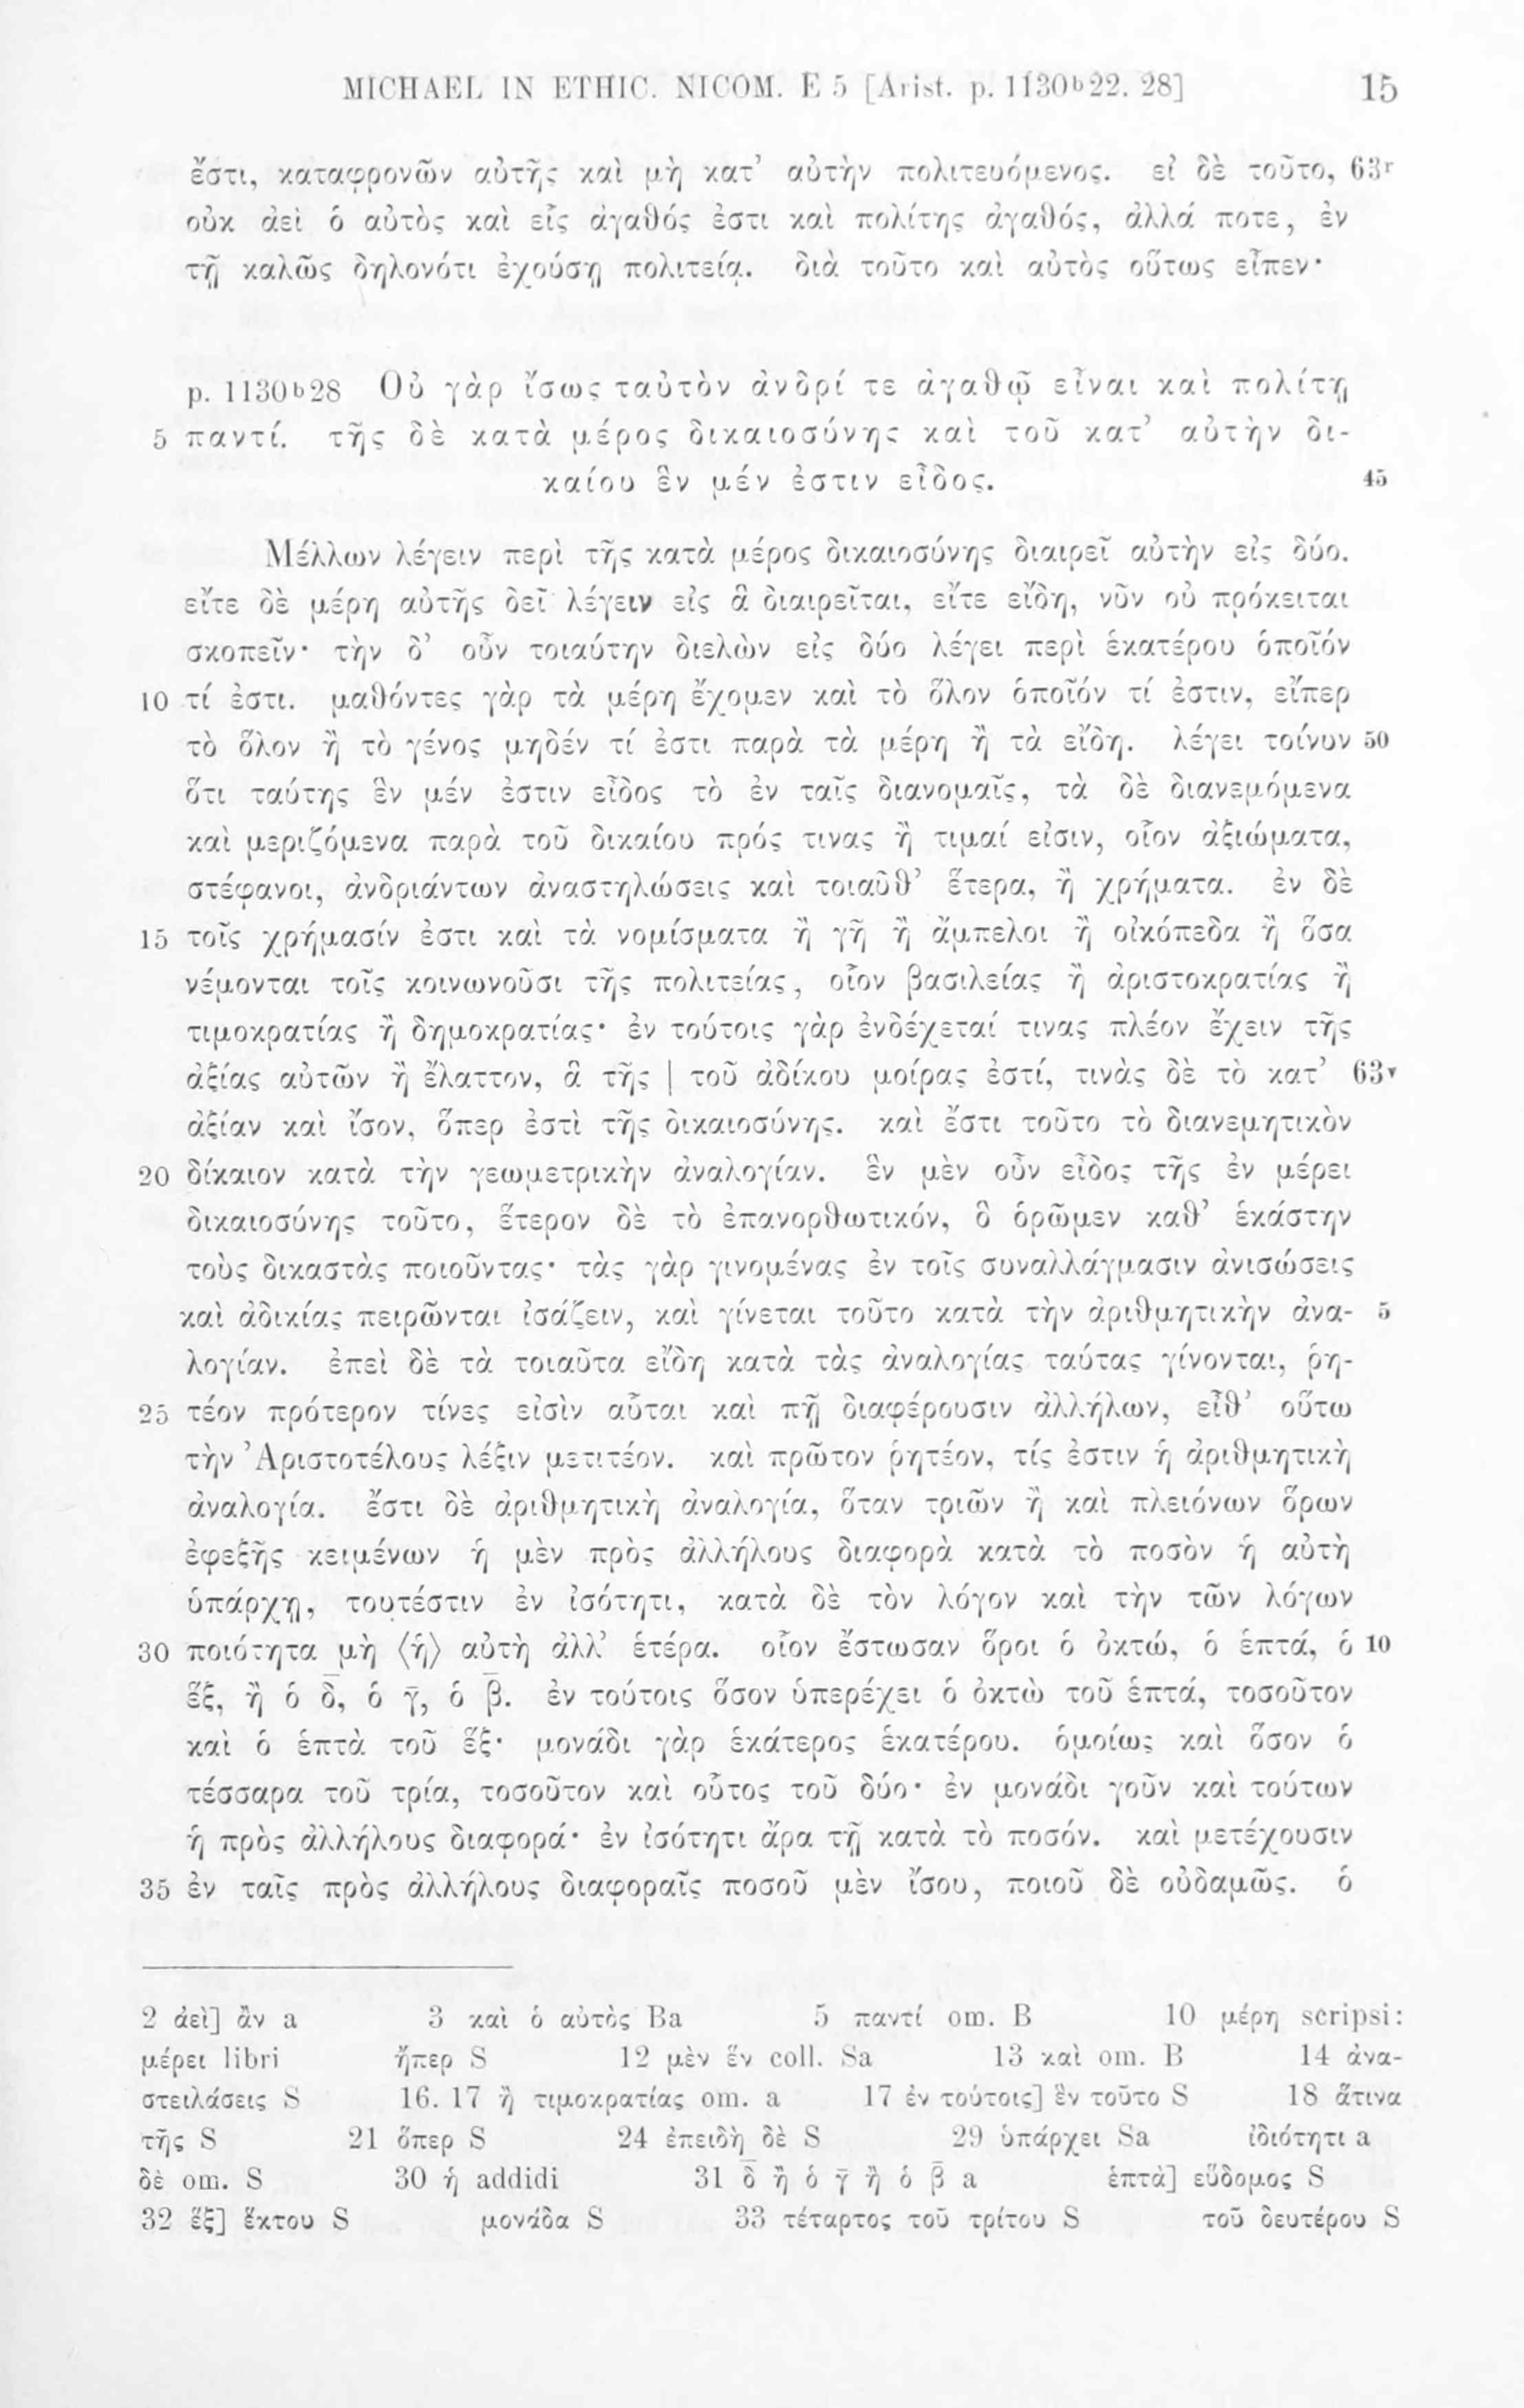 MICHAEL IN ETHIC. NICOM. E 5 [Arist. p. 1130b22. 28] 15
ἔστι, καταφρονῶν αὐτῆς καὶ μὴ κατ’ αὐτὴν πολιτευόμενος. εἰ δὲ τοῦτο, 63r
οὐκ ἀεὶ ὁ αὐτὸς καὶ εἷς ἀγαθός ἐστι καὶ πολίτης ἀγαθός, ἀλλά ποτε, ἐν
τῇ καλῶς δηλονότι ἐχούσῃ πολιτείᾳ. διὰ τοῦτο καὶ αὐτὸς οὕτως εἶπεν·
p. 1130b28 Οὐ γὰρ ἴσως ταὐτὸν ἀνδρί τε ἀγαθῷ εἶναι καὶ πολίτῃ
5 παντί. τῆς δὲ κατὰ μέρος δικαιοσύνης καὶ τοῦ κατ’ αὐτὴν δι-
καίου ἓν μέν ἐστιν εἶδος. 45
Μέλλων λέγειν περὶ τῆς κατὰ μέρος δικαιοσύνης διαιρεῖ αὐτὴν εἰς δύο.
εἴτε δὲ μέρη αὐτῆς δεῖ λέγειν εἰς ἃ διαιρεῖται, εἴτε εἴδη, νῦν οὐ πρόκειται
σκοπεῖν· τὴν δ’ οὖν τοιαύτην διελὼν εἰς δύο λέγει περὶ ἑκατέρου ὁποῖόν
10 τί ἐστι. μαθόντες γὰρ τὰ μέρη ἔχομεν καὶ τὸ ὅλον ὁποῖόν τί ἐστιν, εἴπερ
τὸ ὅλον ἢ τὸ γένος μηδέν τί ἐστι παρὰ τὰ μέρη ἢ τὰ εἴδη. λέγει τοίνυν 50
ὅτι ταύτης ἓν μέν ἐστιν εἶδος τὸ ἐν ταῖς διανομαῖς, τὰ δὲ διανεμόμενα
καὶ μεριζόμενα παρὰ τοῦ δικαίου πρός τινας ἢ τιμαί εἰσιν, οἷον ἀξιώματα,
στέφανοι, ἀνδριάντων ἀναστηλώσεις καὶ τοιαῦθ’ ἕτερα, ἢ χρήματα. ἐν δὲ
15 τοῖς χρήμασίν ἐστι καὶ τὰ νομίσματα ἢ γῆ ἢ ἄμπελοι ἢ οἰκόπεδα ἢ ὅσα
νέμονται τοῖς κοινωνοῦσι τῆς πολιτείας, οἷον βασιλείας ἢ ἀριστοκρατίας ἢ
τιμοκρατίας ἢ δημοκρατίας· ἐν τούτοις γὰρ ἐνδέχεταί τινας πλέον ἔχειν τῆς
ἀξίας αὐτῶν ἢ ἔλαττον, ἃ τῆς | τοῦ ἀδίκου μοίρας ἐστί, τινὰς δὲ τὸ κατ’ 63v
ἀξίαν καὶ ἴσον, ὅπερ ἐστὶ τῆς δικαιοσύνης. καὶ ἔστι τοῦτο τὸ διανεμητικὸν
20 δίκαιον κατὰ τὴν γεωμετρικὴν ἀναλογίαν. ἓν μὲν οὖν εἶδος τῆς ἐν μέρει
δικαιοσύνης τοῦτο, ἕτερον δὲ τὸ ἐπανορθωτικόν, ὃ ὁρῶμεν καθ’ ἑκάστην
τοὺς δικαστὰς ποιοῦντας· τὰς γὰρ γινομένας ἐν τοῖς συναλλάγμασιν ἀνισώσεις
καὶ ἀδικίας πειρῶνται ἰσάζειν, καὶ γίνεται τοῦτο κατὰ τὴν ἀριθμητικὴν ἀνα- 5
λογίαν. ἐπεὶ δὲ τὰ τοιαῦτα εἴδη κατὰ τὰς ἀναλογίας ταύτας γίνονται, ῥη-
25 τέον πρότερον τίνες εἰσὶν αὗται καὶ πῇ διαφέρουσιν ἀλλήλων, εἶθ’ οὕτω
τὴν Ἀριστοτέλους λέξιν μετιτέον. καὶ πρῶτον ῥητέον, τίς ἐστιν ἡ ἀριθμητικὴ
ἀναλογία. ἔστι δὲ ἀριθμητικὴ ἀναλογία, ὅταν τριῶν ἢ καὶ πλειόνων ὅρων
ἐφεξῆς κειμένων ἡ μὲν πρὸς ἀλλήλους διαφορὰ κατὰ τὸ ποσὸν ἡ αὐτὴ
ὑπάρχῃ, τουτέστιν ἐν ἰσότητι, κατὰ δὲ τὸν λόγον καὶ τὴν τῶν λόγων
30 ποιότητα μὴ ⟨ἡ⟩ αὐτὴ ἀλλ’ ἑτέρα. οἷον ἔστωσαν ὅροι ὁ ὀκτώ, ὁ ἑπτά, ὁ 10
ἕξ, ἢ ὁ δ̅, ὁ γ̅, ὁ β̅. ἐν τούτοις ὅσον ὑπερέχει ὁ ὀκτὼ τοῦ ἑπτά, τοσοῦτον
καὶ ὁ ἑπτὰ τοῦ ἕξ· μονάδι γὰρ ἑκάτερος ἑκατέρου. ὁμοίως καὶ ὅσον ὁ
τέσσαρα τοῦ τρία, τοσοῦτον καὶ οὗτος τοῦ δύο· ἐν μονάδι γοῦν καὶ τούτων
ἡ πρὸς ἀλλήλους διαφορά· ἐν ἰσότητι ἄρα τῇ κατὰ τὸ ποσόν. καὶ μετέχουσιν
35 ἐν ταῖς πρὸς ἀλλήλους διαφοραῖς ποσοῦ μὲν ἴσου, ποιοῦ δὲ οὐδαμῶς. ὁ
2 ἀεὶ] ἂν a 3 καὶ ὁ αὐτὸς Ba 5 παντί om. B 10 μέρη scripsi:
μέρει libri ἤπερ S 12 μὲν ἕν coll. Sa 13 καὶ om. B 14 ἀνα-
στειλάσεις S 16. 17 ἢ τιμοκρατίας om. a 17 ἐν τούτοις] ἓν τοῦτο S 18 ἅτινα
τῆς S 21 ὅπερ S 24 ἐπειδὴ δὲ S 29 ὑπάρχει Sa ἰδιότητι a
δὲ om. S 30 ἡ addidi 31 δ̅ ἢ ὁ γ̅ ἢ ὁ β̅ a ἑπτὰ] εὕδομος S
32 ἕξ] ἕκτου S μονάδα S 33 τέταρτος τοῦ τρίτου S τοῦ δευτέρου S